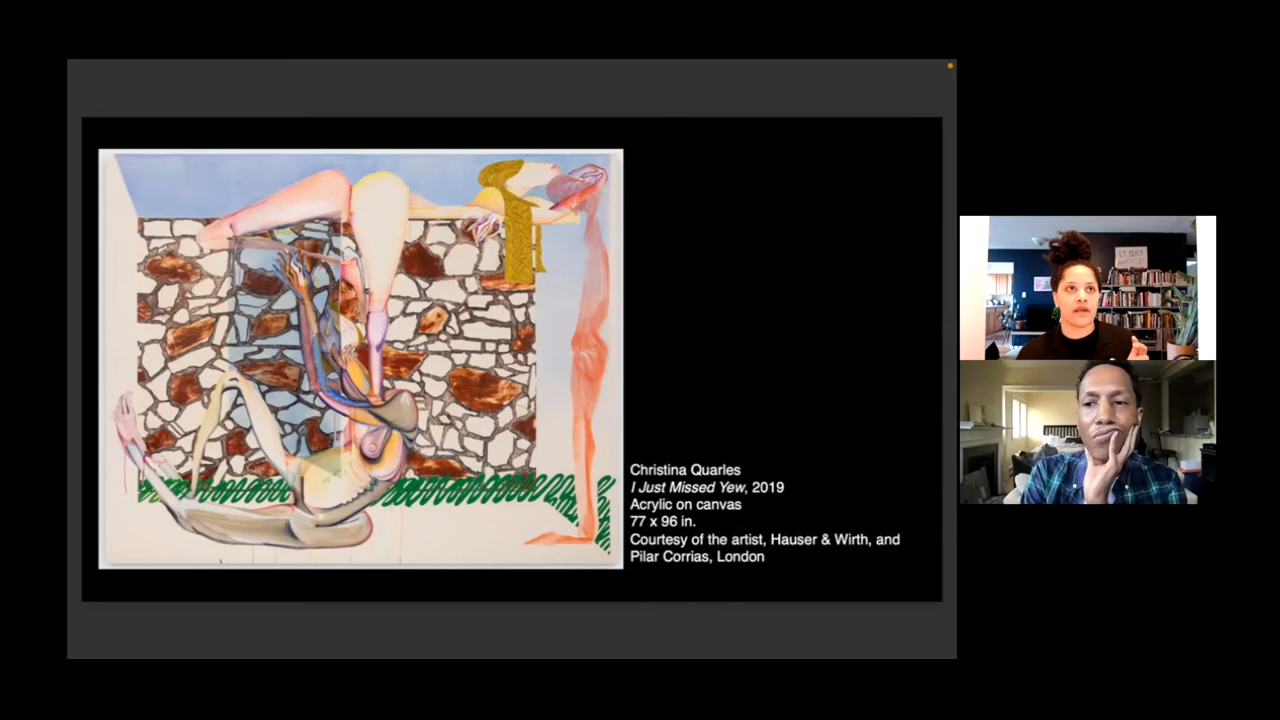 Christina Quarles
I Just Missed Yew, 2019
Acrylic on canvas
77 x 96 in.
Courtesy of the artist, Hauser & Wirth, and
Pilar Corrias, London